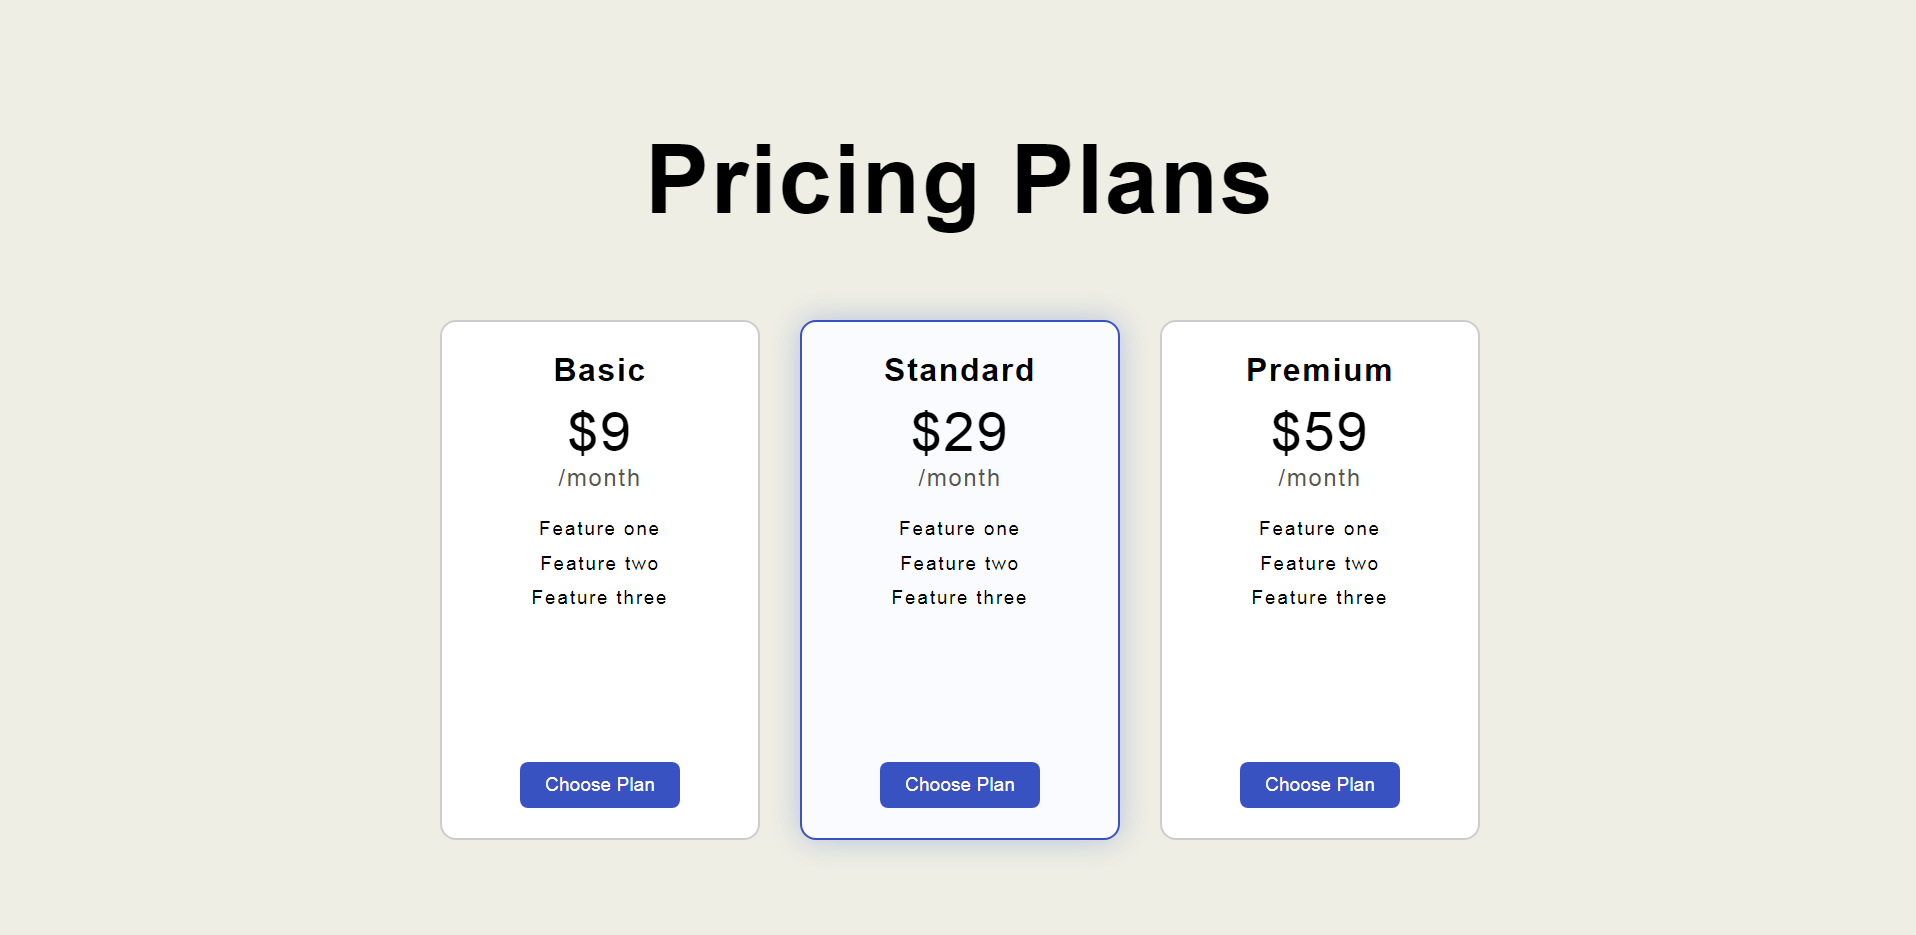 Pricing Plans
Basic
$9
/month
Feature one
Feature two
Feature three
Choose Plan
Standard
$29
/month
Feature one
Feature two
Feature three
Choose Plan
Premium
$59
/month
Feature one
Feature two
Feature three
Choose Plan